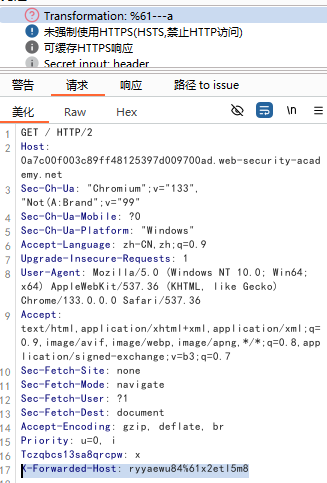 Transformation: %61---a
未强制使用HTTPS(HSTS,禁止HTTP访问)
可缓存HTTPS响应
Secret input: header
警告 请求 响应 路径 to issue
美化 Raw Hex \n
1 GET / HTTP/2
2 Host:
0a7c00f003c89ff48125397d009700ad.web-security-acad
emy.net
3 Sec-Ch-Ua: "Chromium";v="133",
"Not(A:Brand";v="99"
4 Sec-Ch-Ua-Mobile: ?0
5 Sec-Ch-Ua-Platform: "Windows"
6 Accept-Language: zh-CN,zh;q=0.9
7 Upgrade-Insecure-Requests: 1
8 User-Agent: Mozilla/5.0 (Windows NT 10.0; Win64;
x64) AppleWebKit/537.36 (KHTML, like Gecko)
Chrome/133.0.0.0 Safari/537.36
9 Accept:
text/html,application/xhtml+xml,application/xml;q=
0.9,image/avif,image/webp,image/apng,*/*;q=0.8,app
lication/signed-exchange;v=b3;q=0.7
10 Sec-Fetch-Site: none
11 Sec-Fetch-Mode: navigate
12 Sec-Fetch-User: ?1
13 Sec-Fetch-Dest: document
14 Accept-Encoding: gzip, deflate, br
15 Priority: u=0, i
16 Tczqbcs13sa8qrcpw: x
17 X-Forwarded-Host: ryyaewu84%61x2etl5m8